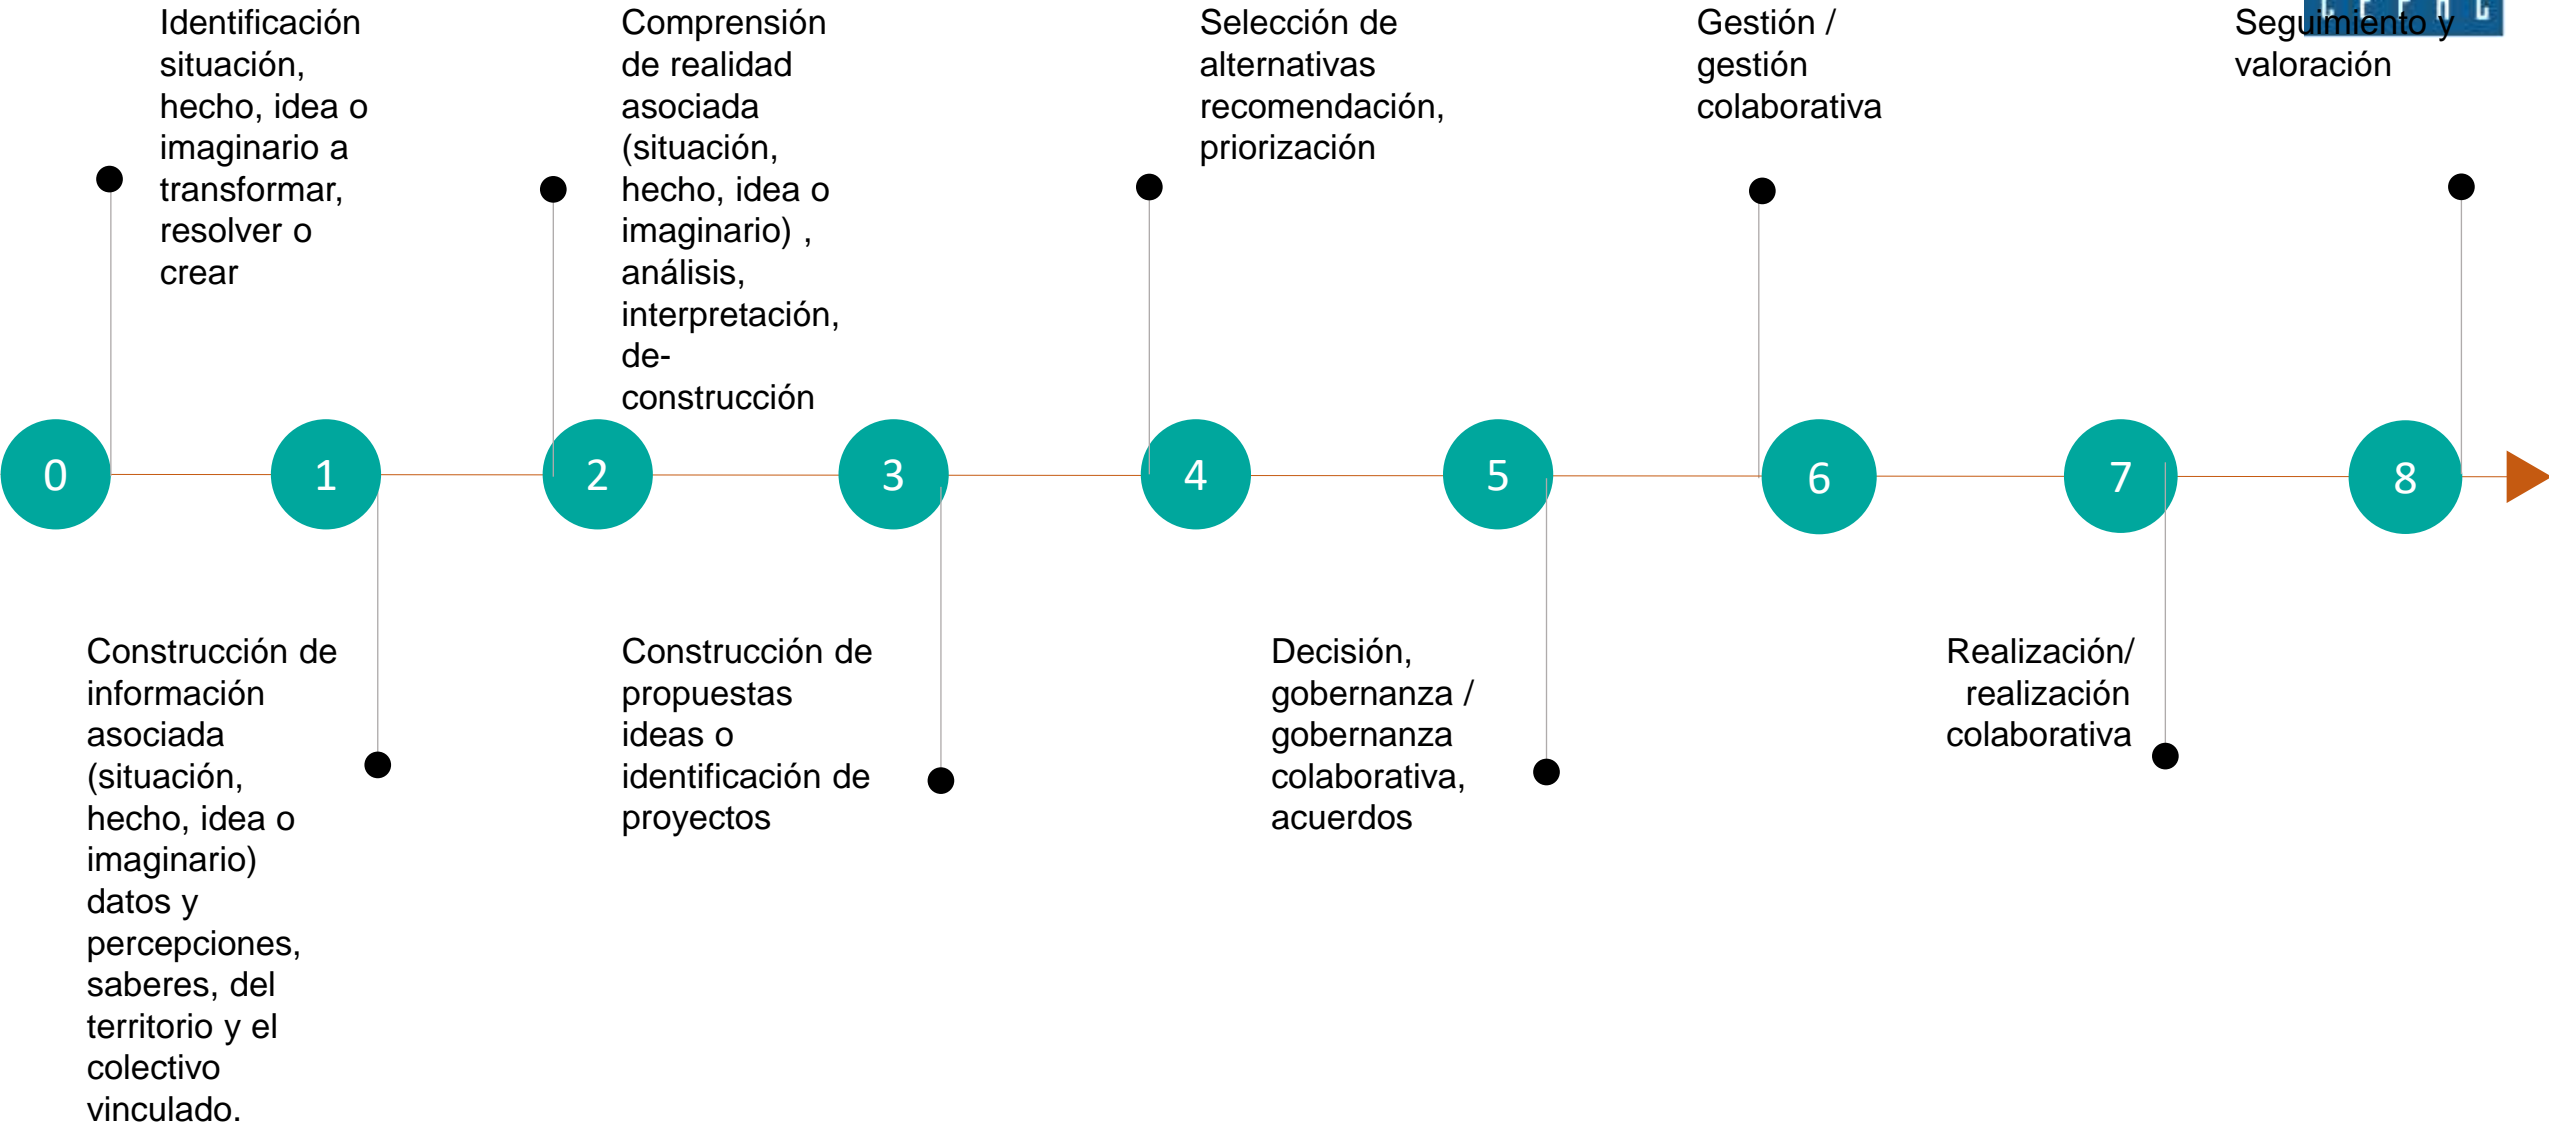 Identificación
situación,
hecho, idea o
imaginario a
transformar,
resolver o
crear
Comprensión
de realidad
asociada
(situación,
hecho, idea o
imaginario) ,
análisis,
interpretación,
de-
construcción
Selección de
alternativas
recomendación,
priorización
Gestión /
gestión
colaborativa
Seguimiento y
valoración
0
1
2
3
4
5
6
7
8
Construcción de
información
asociada
(situación,
hecho, idea o
imaginario)
datos y
percepciones,
saberes, del
territorio y el
colectivo
vinculado.
Construcción de
propuestas
ideas o
identificación de
proyectos
Decisión,
gobernanza /
gobernanza
colaborativa,
acuerdos
Realización/
realización
colaborativa